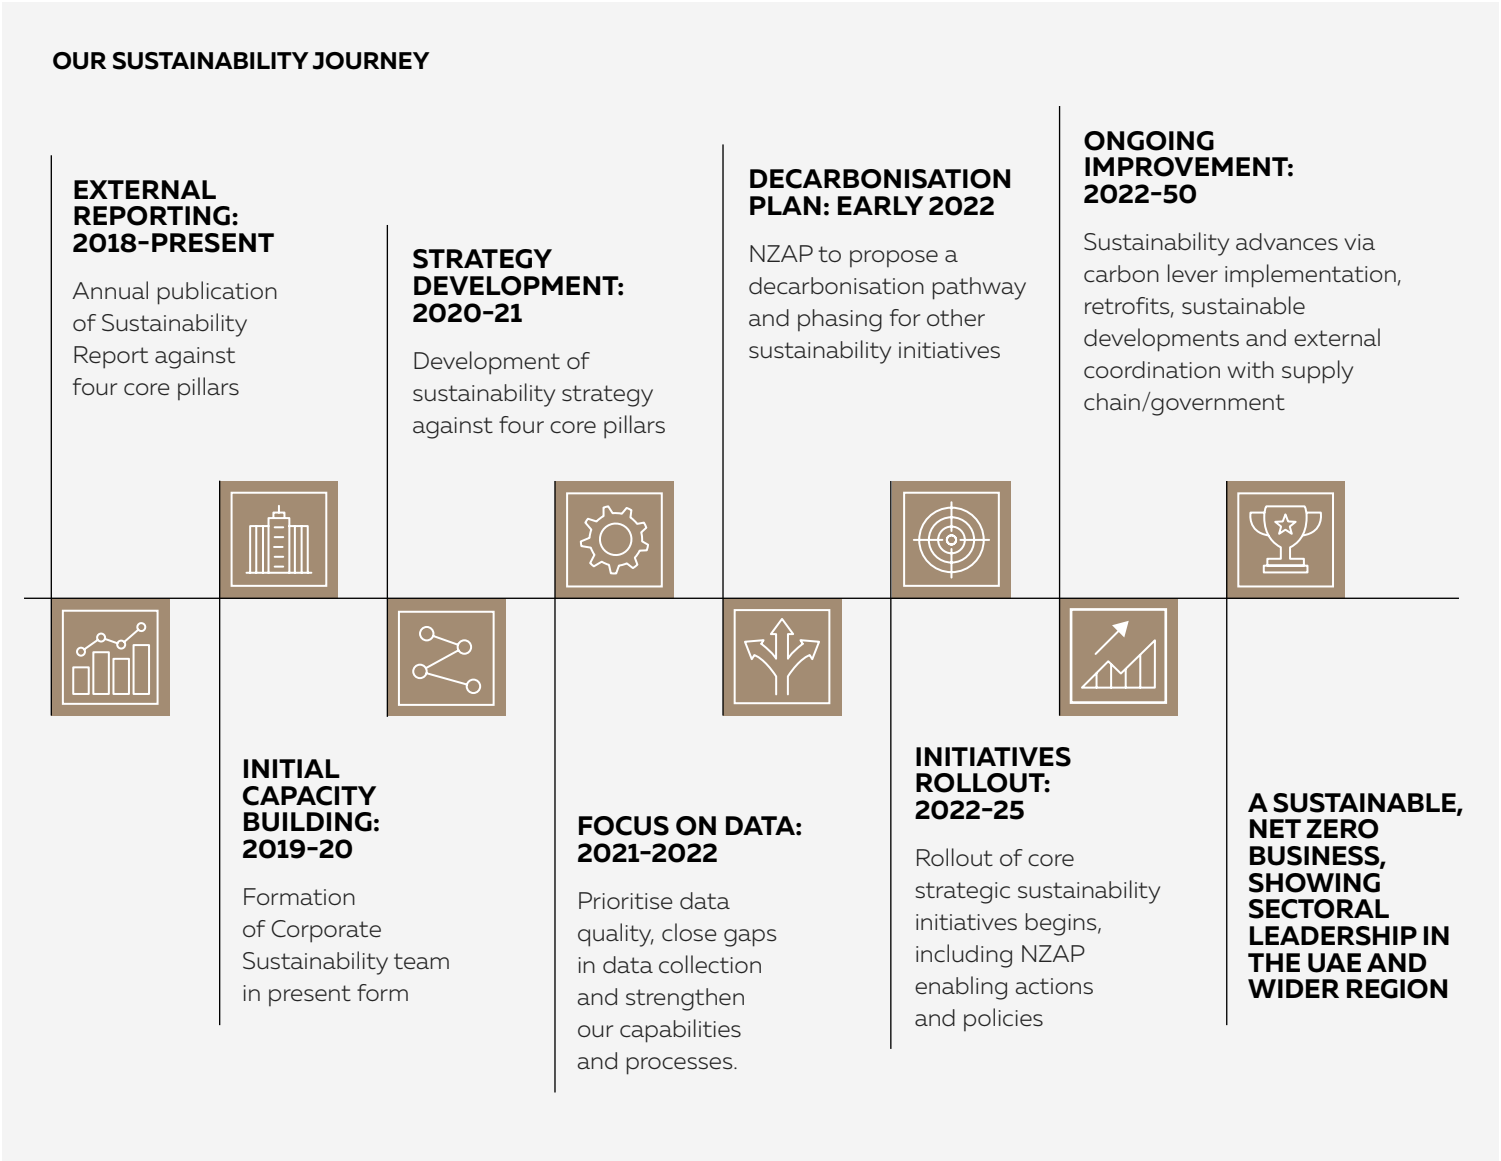 OUR SUSTAINABILITY JOURNEY
EXTERNAL
REPORTING:
2018-PRESENT
Annual publication
of Sustainability
Report against
four core pillars
INITIAL
CAPACITY
BUILDING:
2019-20
Formation
of Corporate
Sustainability team
in present form
STRATEGY
DEVELOPMENT:
2020-21
Development of
sustainability strategy
against four core pillars
FOCUS ON DATA:
2021-2022
Prioritise data
quality, close gaps
in data collection
and strengthen
our capabilities
and processes.
DECARBONISATION
PLAN: EARLY 2022
NZAP to propose a
decarbonisation pathway
and phasing for other
sustainability initiatives
INITIATIVES
ROLLOUT:
2022-25
Rollout of core
strategic sustainability
initiatives begins,
including NZAP
enabling actions
and policies
ONGOING
IMPROVEMENT:
2022-50
Sustainability advances via
carbon lever implementation,
retrofits, sustainable
developments and external
coordination with supply
chain/government
A SUSTAINABLE,
NET ZERO
BUSINESS,
SHOWING
SECTORAL
LEADERSHIP IN
THE UAE AND
WIDER REGION